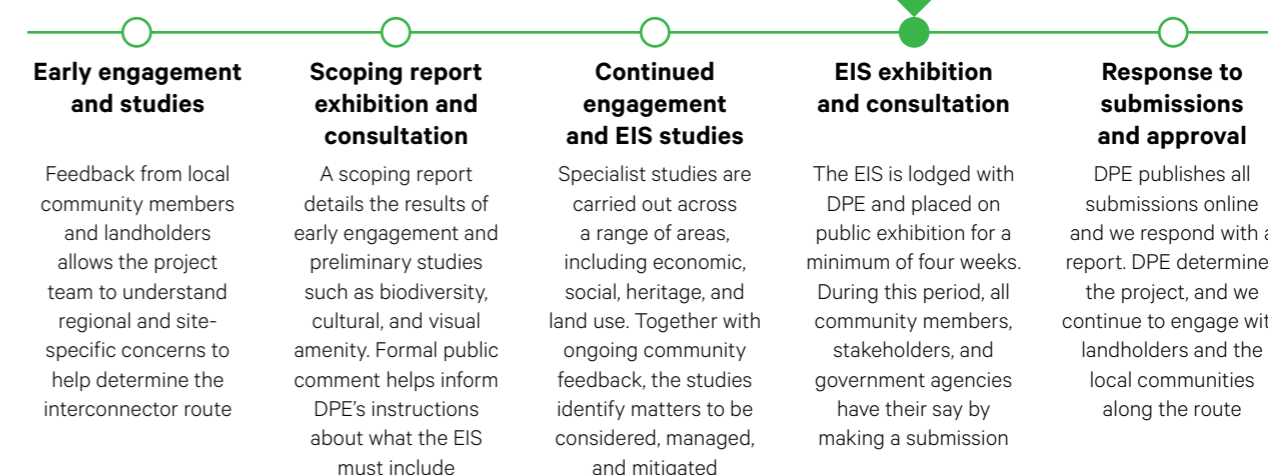 Early engagement
and studies
Feedback from local
community members
and landholders
allows the project
team to understand
regional and site-
specific concerns to
help determine the
interconnector route
Scoping report
exhibition and
consultation
A scoping report
details the results of
early engagement and
preliminary studies
such as biodiversity,
cultural, and visual
amenity. Formal public
comment helps inform
DPE’s instructions
about what the EIS
must include
Continued
engagement
and EIS studies
Specialist studies are
carried out across
a range of areas,
including economic,
social, heritage, and
land use. Together with
ongoing community
feedback, the studies
identify matters to be
considered, managed,
and mitigated
EIS exhibition
and consultation
The EIS is lodged with
DPE and placed on
public exhibition for a
minimum of four weeks.
During this period, all
community members,
stakeholders, and
government agencies
have their say by
making a submission
Response to
submissions
and approval
DPE publishes all
submissions online
and we respond with a
report. DPE determine
the project, and we
continue to engage wit
landholders and the
local communities
along the route